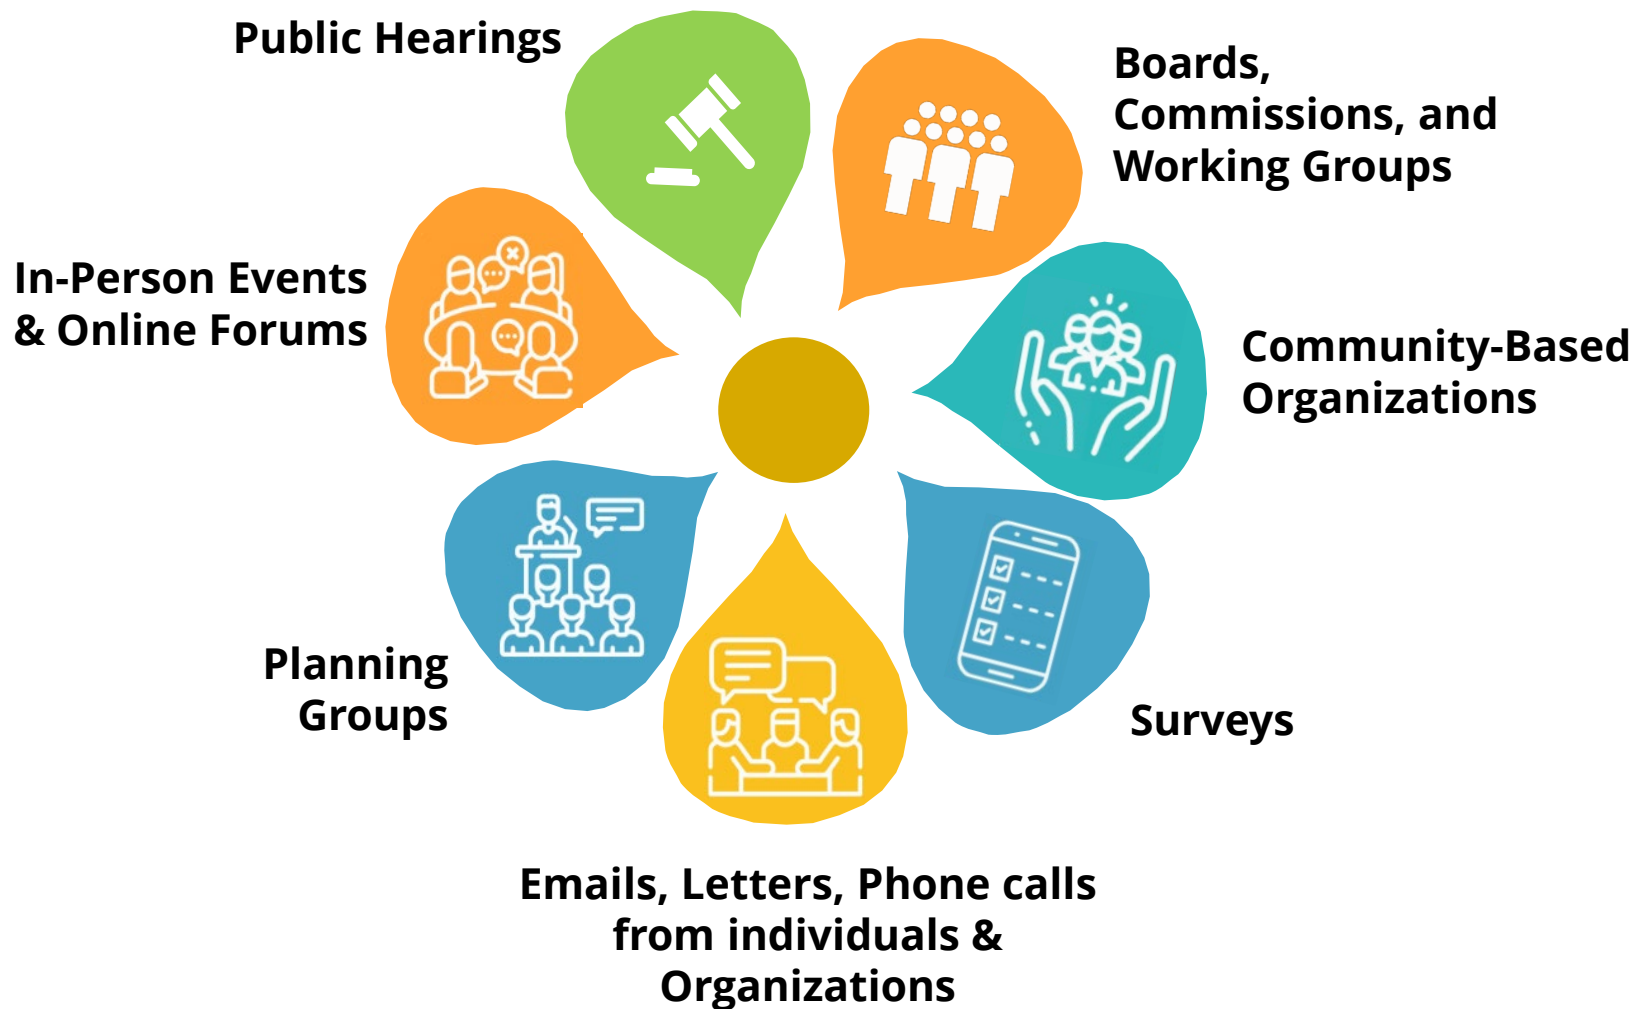 Public Hearings
Boards,
Commissions, and
Working Groups
In-Person Events
& Online Forums
Community-Based
Organizations
Planning
Groups
Surveys
Emails, Letters, Phone calls
from individuals &
Organizations